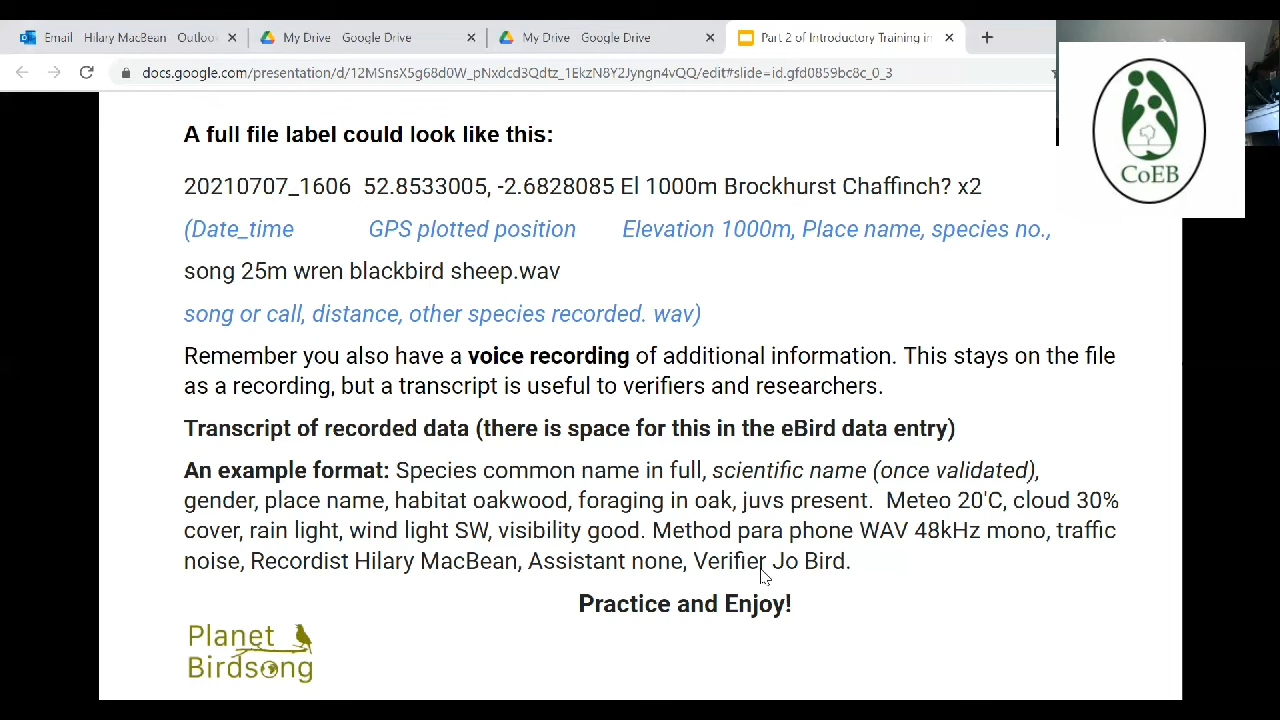 Email Hilary MacBean Outloo
My Drive Google Drive
My Drive Google Drive
Part 2 of Introductory Training in
docs.google.com/presentation/d/12MSnsX5g68d0W_pNxdcd3Qdtz_1EkzN8Y2Jyngn4vQQ/edit#slide=id.gfd0859bc8c_0_3
CoEB
A full file label could look like this:
20210707_1606 52.8533005, -2.6828085 El 1000m Brockhurst Chaffinch? x2
(Date_time GPS plotted position Elevation 1000m, Place name, species no.,
song 25m wren blackbird sheep.wav
song or call, distance, other species recorded. wav)
Remember you also have a voice recording of additional information. This stays on the file
as a recording, but a transcript is useful to verifiers and researchers.
Transcript of recorded data (there is space for this in the eBird data entry)
An example format: Species common name in full, scientific name (once validated),
gender, place name, habitat oakwood, foraging in oak, juvs present. Meteo 20'C, cloud 30%
cover, rain light, wind light SW, visibility good. Method para phone WAV 48kHz mono, traffic
noise, Recordist Hilary MacBean, Assistant none, Verifier Jo Bird.
Practice and Enjoy!
Planet
Birdsong